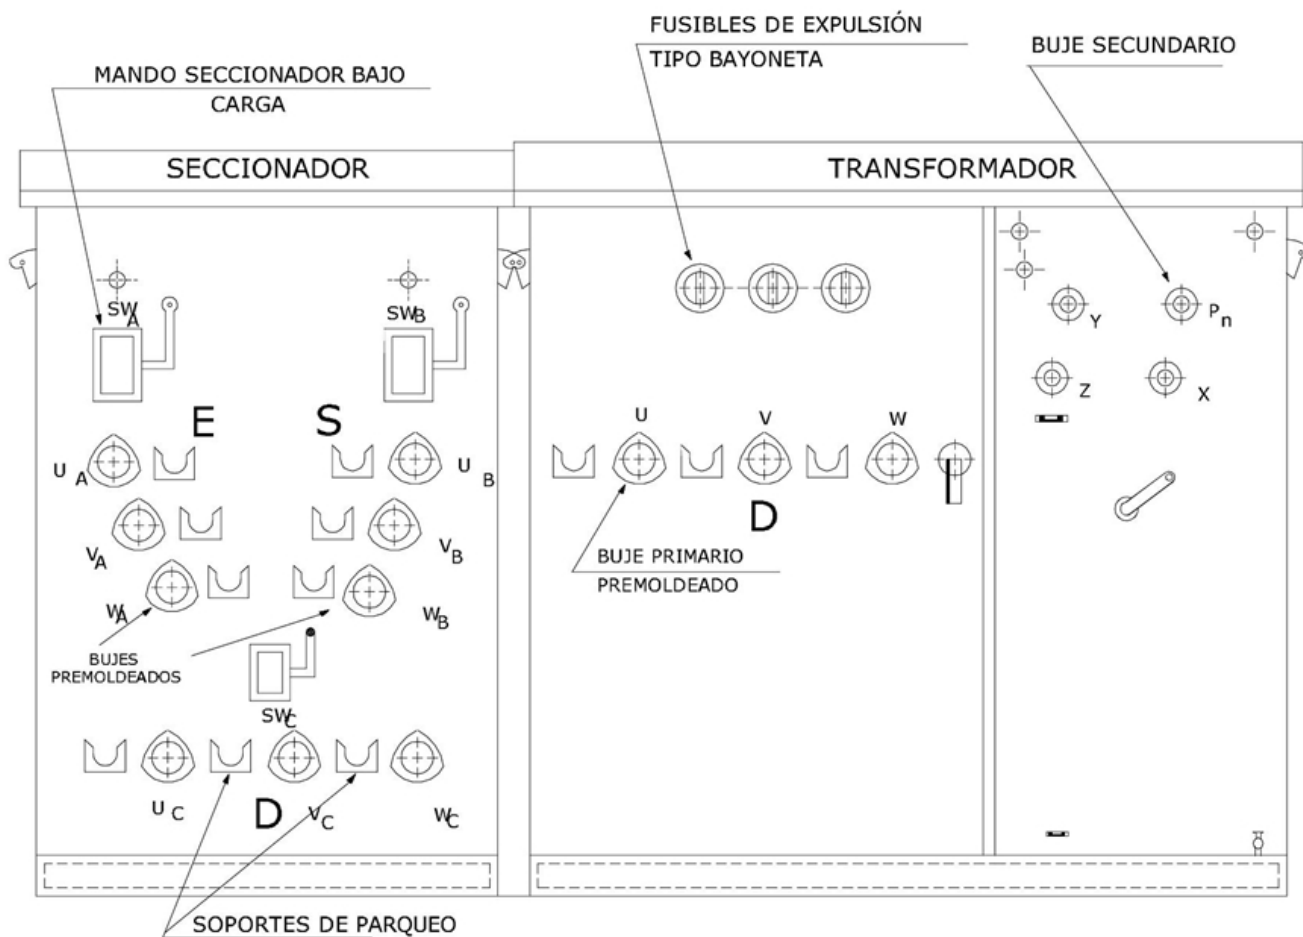 FUSIBLES DE EXPULSIÓN
TIPO BAYONETA
BUJE SECUNDARIO
MANDO SECCIONADOR BAJO
CARGA
SECCIONADOR
TRANSFORMADOR
SWA
SWB
Y
Pn
Z
X
E
S
U
V
W
UA
UB
D
VA
VB
BUJE PRIMARIO
PREMOLDEADO
WA
WB
BUJES
PREMOLDEADOS
SWC
UC
D
VC
WC
SOPORTES DE PARQUEO